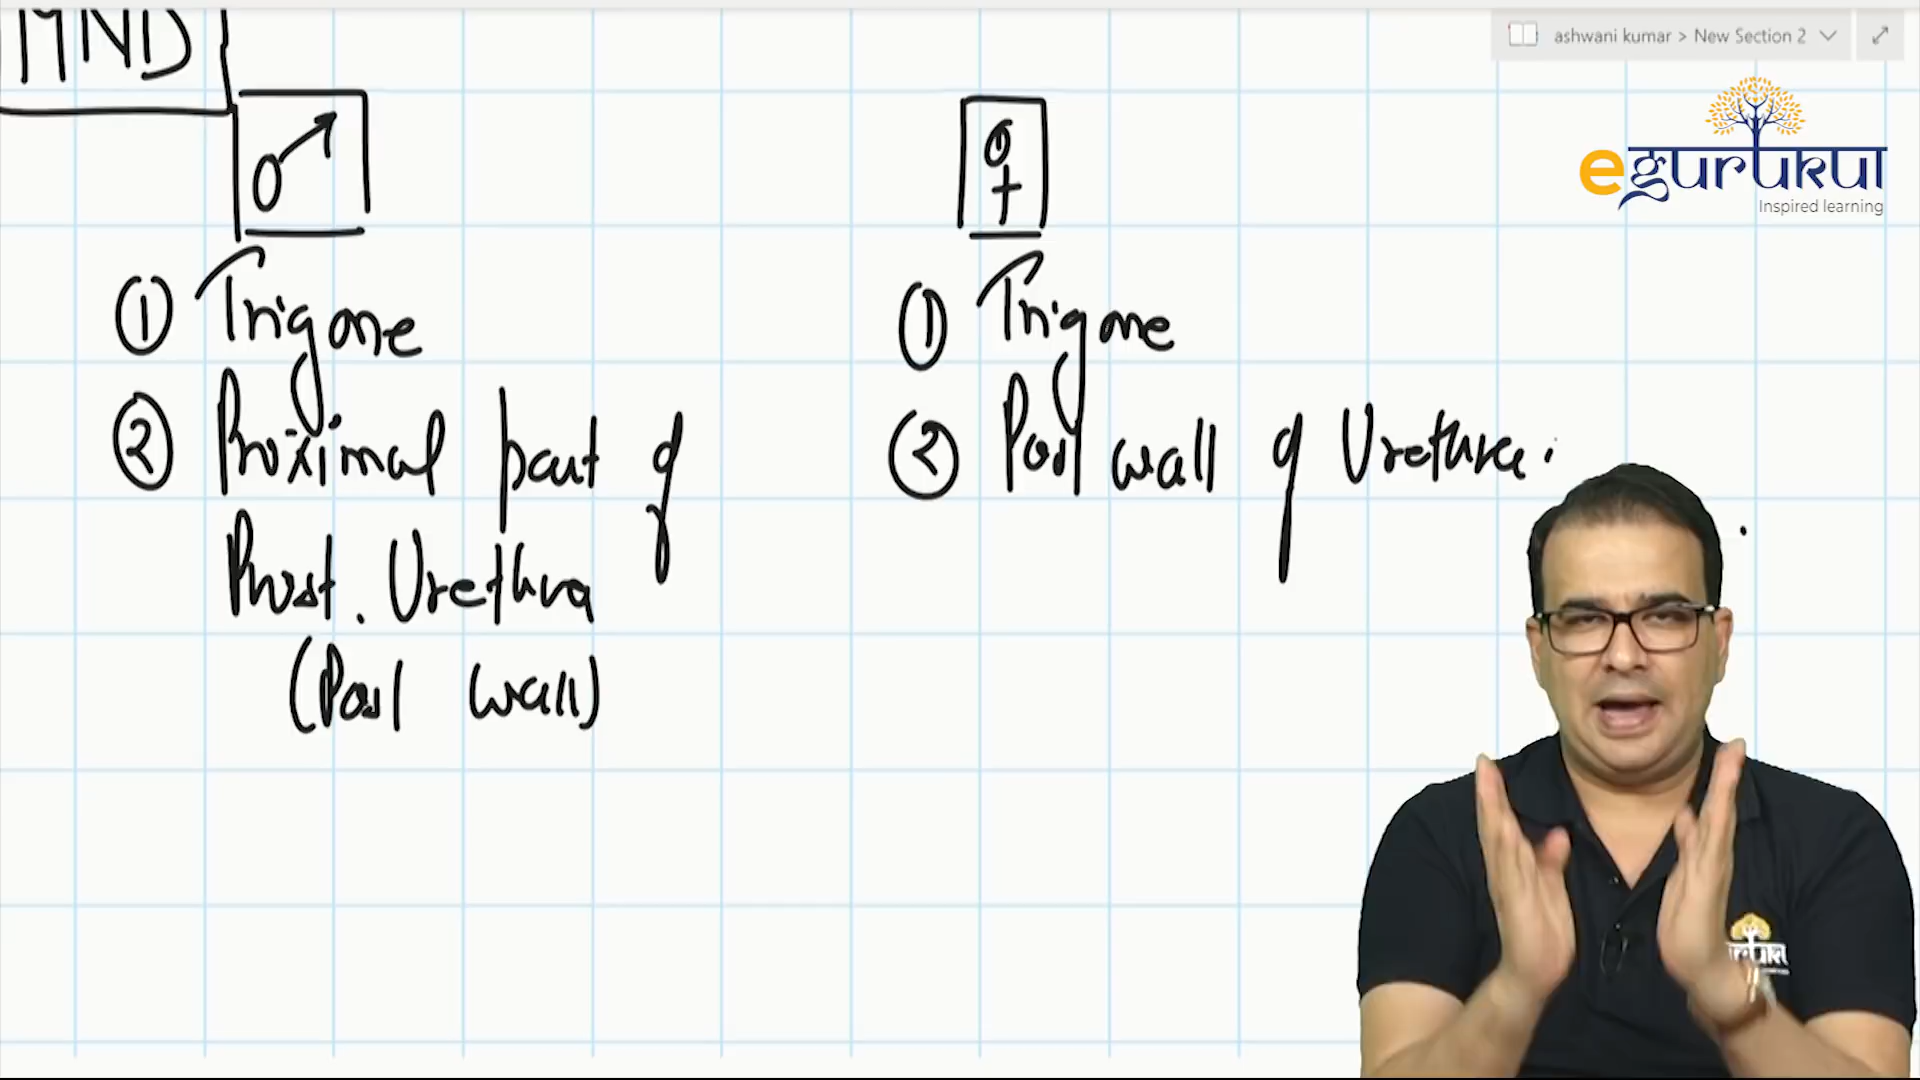 MND
ashwani kumar > New Section 2
egurukul
Inspired learning
♂
① Trigone
② Proximal part of
Prost. Urethra
(Post wall)
♀
① Trigone
② Post wall of Urethra.